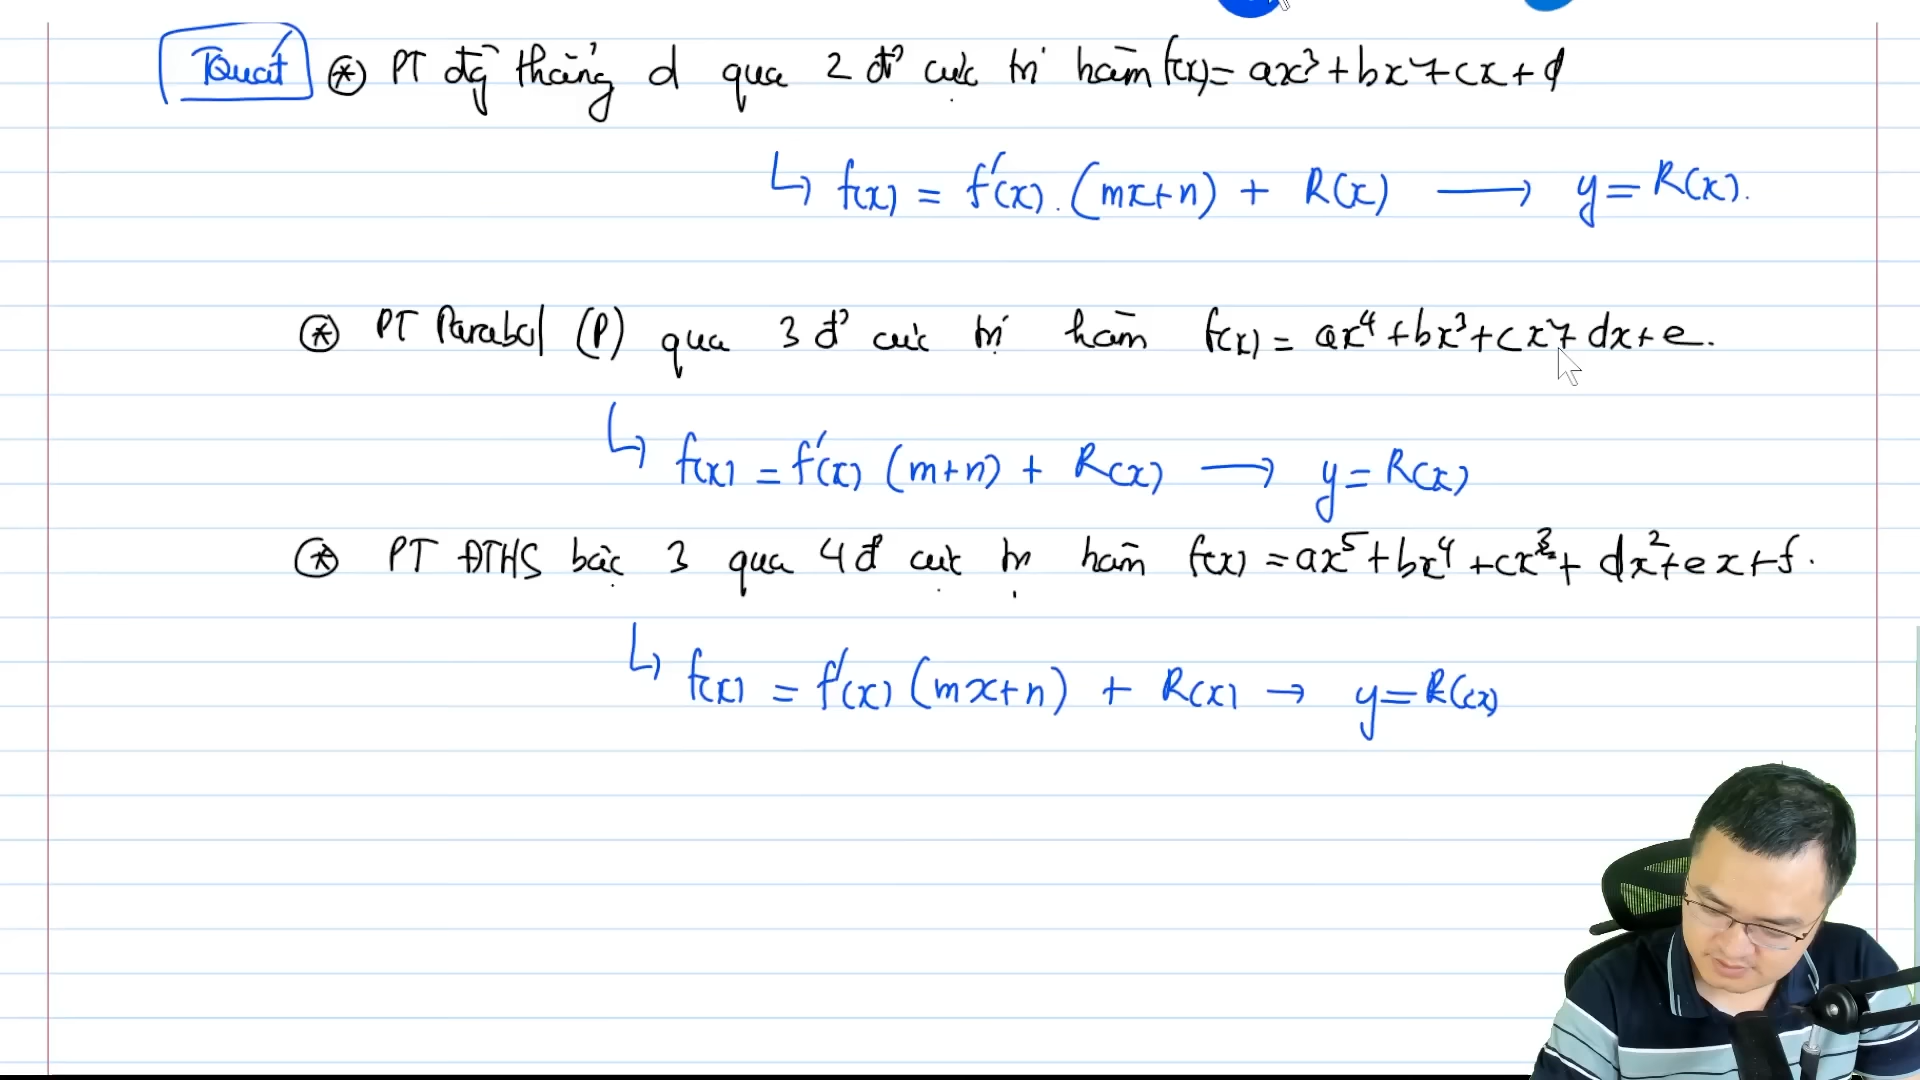 TQuát ⊛ PT đg̃ thẳng d qua 2 đ' cực trị hàm f(x) = ax³ + bx² + cx + d
↳ f(x) = f'(x).(mx+n) + R(x) ⟶ y = R(x).
⊛ PT Parabol (P) qua 3 đ' cực trị hàm f(x) = ax⁴ + bx³ + cx² + dx + e.
↳ f(x) = f'(x) (m+n) + R(x) ⟶ y = R(x)
⊛ PT ĐTHS bậc 3 qua 4 đ' cực trị hàm f(x) = ax⁵ + bx⁴ + cx³ + dx² + ex + f.
↳ f(x) = f'(x) (mx+n) + R(x) → y = R(x)